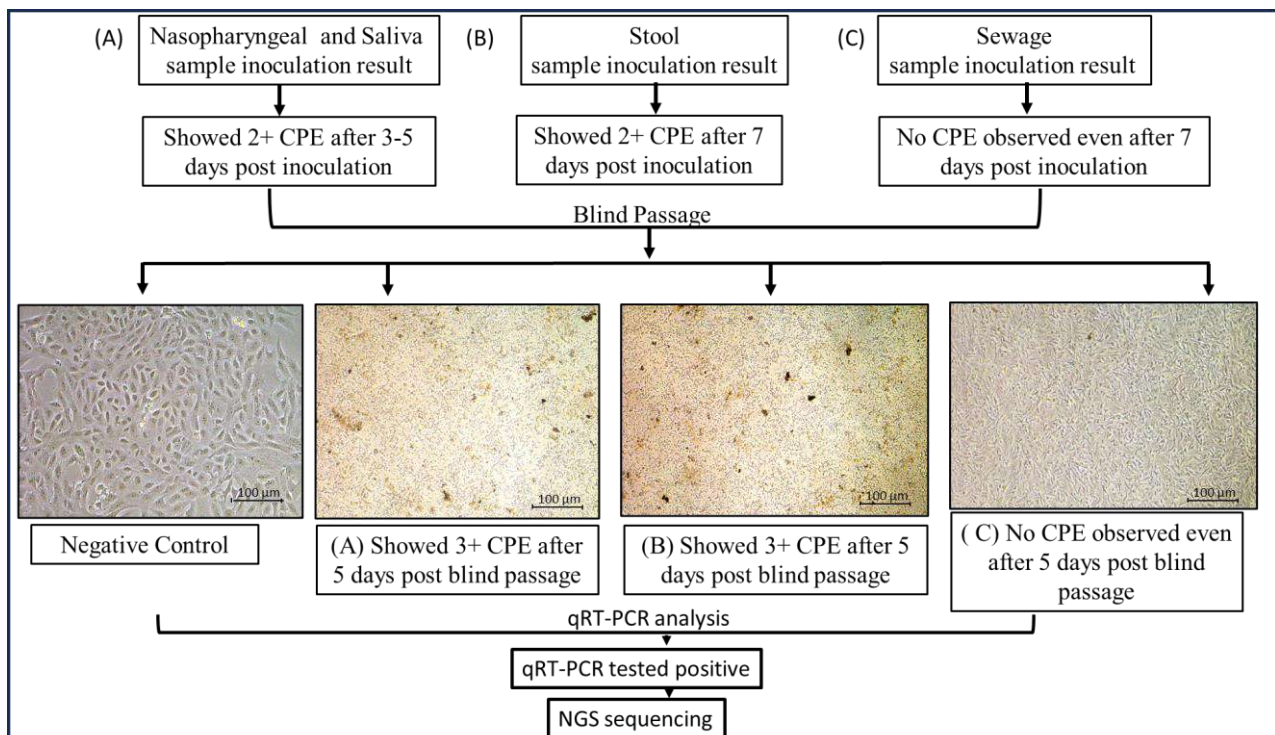 (A)
Nasopharyngeal and Saliva
sample inoculation result
(B)
Stool
sample inoculation result
(C)
Sewage
sample inoculation result
Showed 2+ CPE after 3-5
days post inoculation
Showed 2+ CPE after 7
days post inoculation
No CPE observed even after 7
days post inoculation
Blind Passage
100 µm
100 µm
100 µm
100 µm
Negative Control
(A) Showed 3+ CPE after
5 days post blind passage
(B) Showed 3+ CPE after 5
days post blind passage
( C) No CPE observed even
after 5 days post blind
passage
qRT-PCR analysis
qRT-PCR tested positive
NGS sequencing